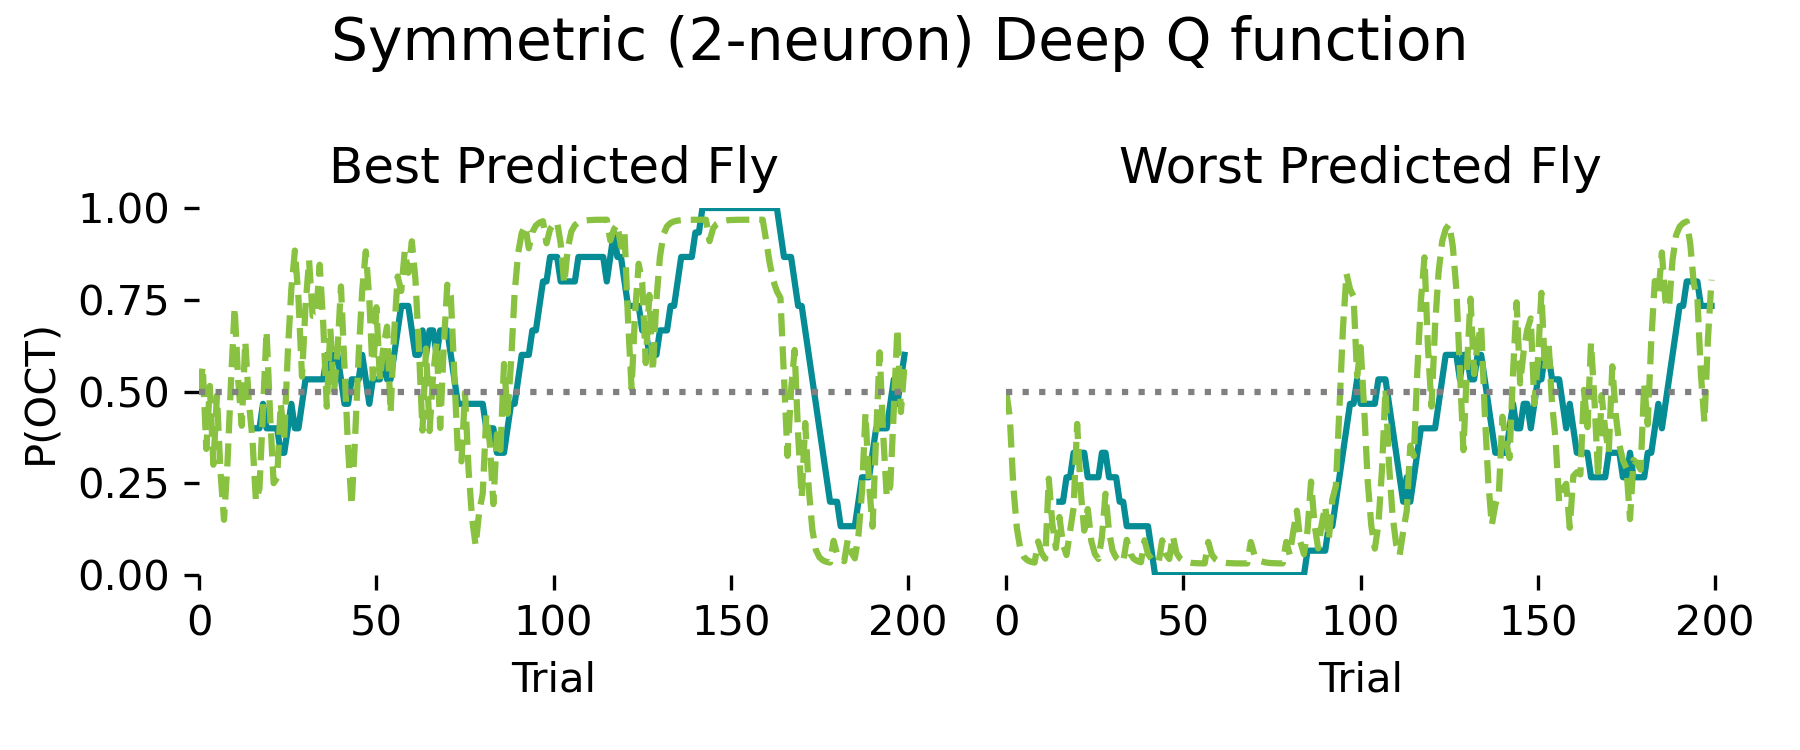 Symmetric (2-neuron) Deep Q function
Best Predicted Fly
Worst Predicted Fly
P(OCT)
1.00
0.75
0.50
0.25
0.00
0 50 100 150 200
0 50 100 150 200
Trial
Trial